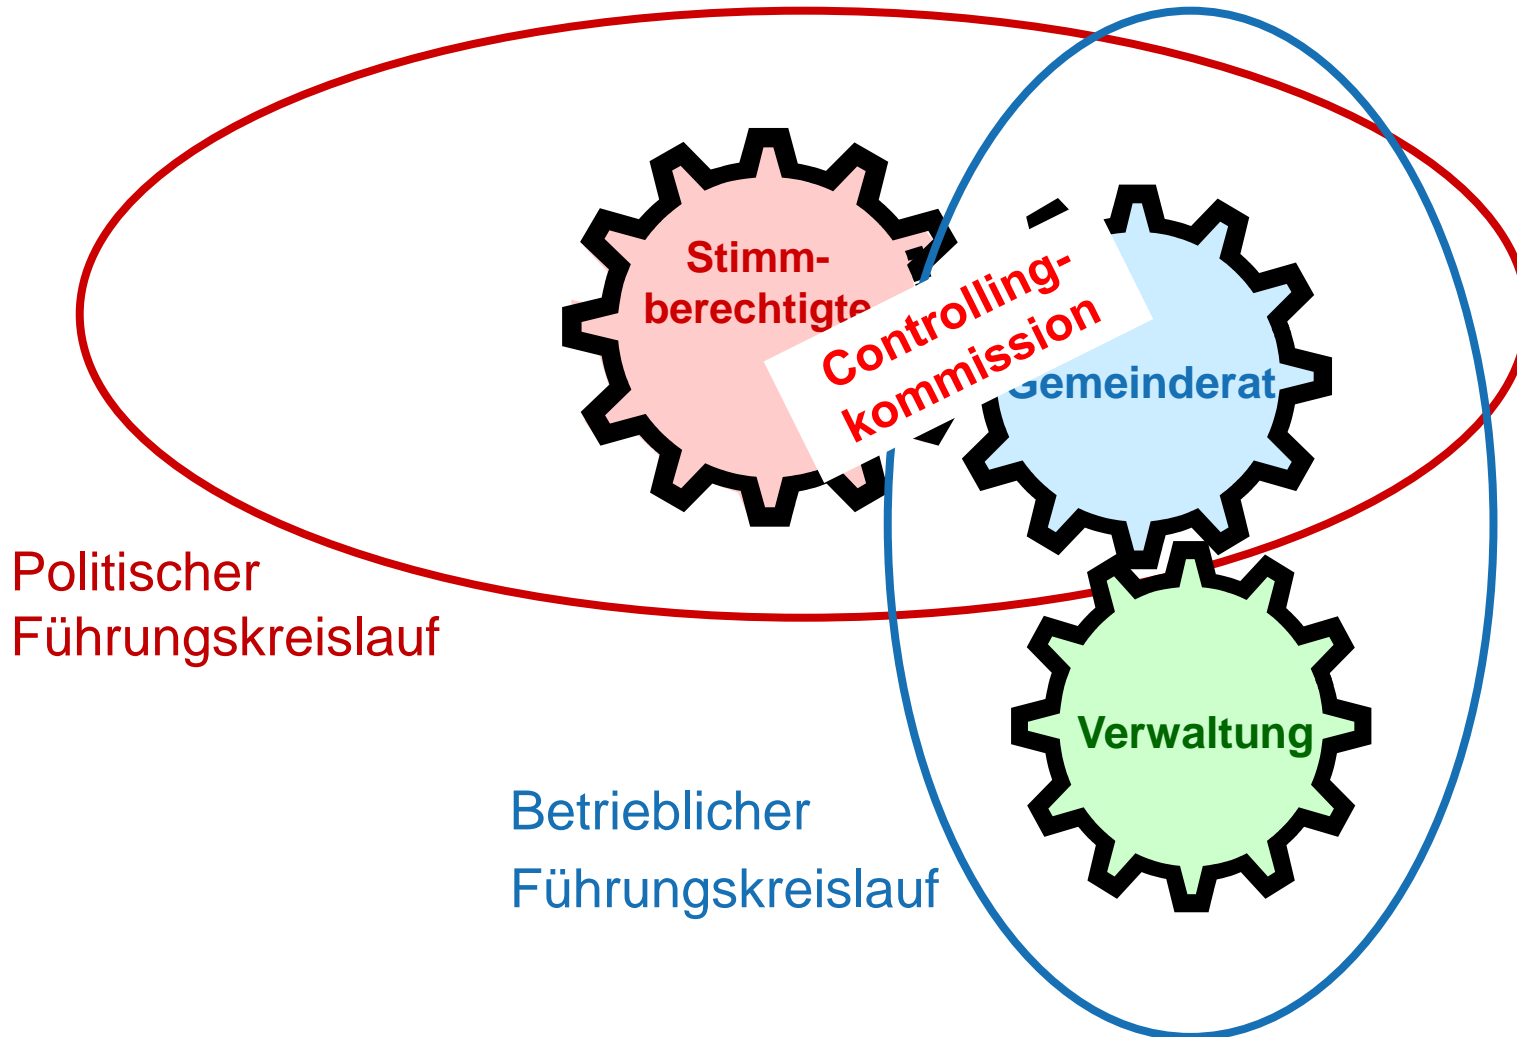 Stimm-
berechtigte
Controlling-
kommission
Gemeinderat
Politischer
Führungskreislauf
Verwaltung
Betrieblicher
Führungskreislauf